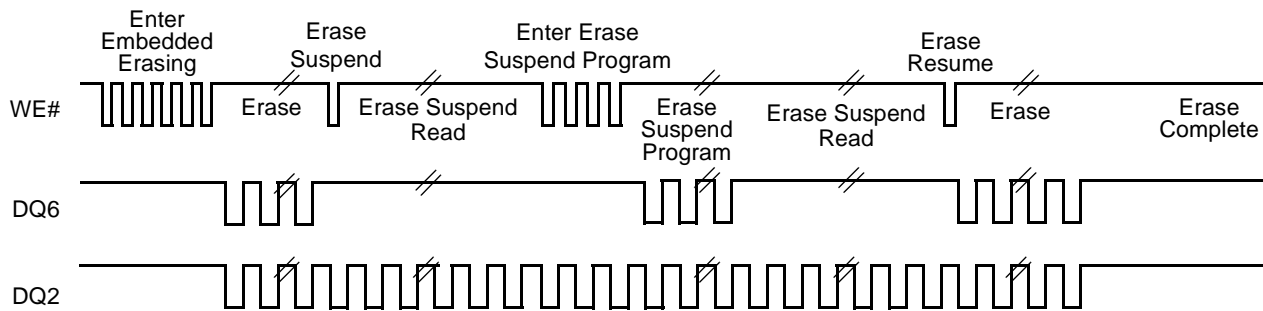 Enter
Embedded
Erasing
Erase
Suspend
Enter Erase
Suspend Program
Erase
Resume
WE#
Erase
Erase Suspend
Read
Erase
Suspend
Program
Erase Suspend
Read
Erase
Erase
Complete
DQ6
DQ2